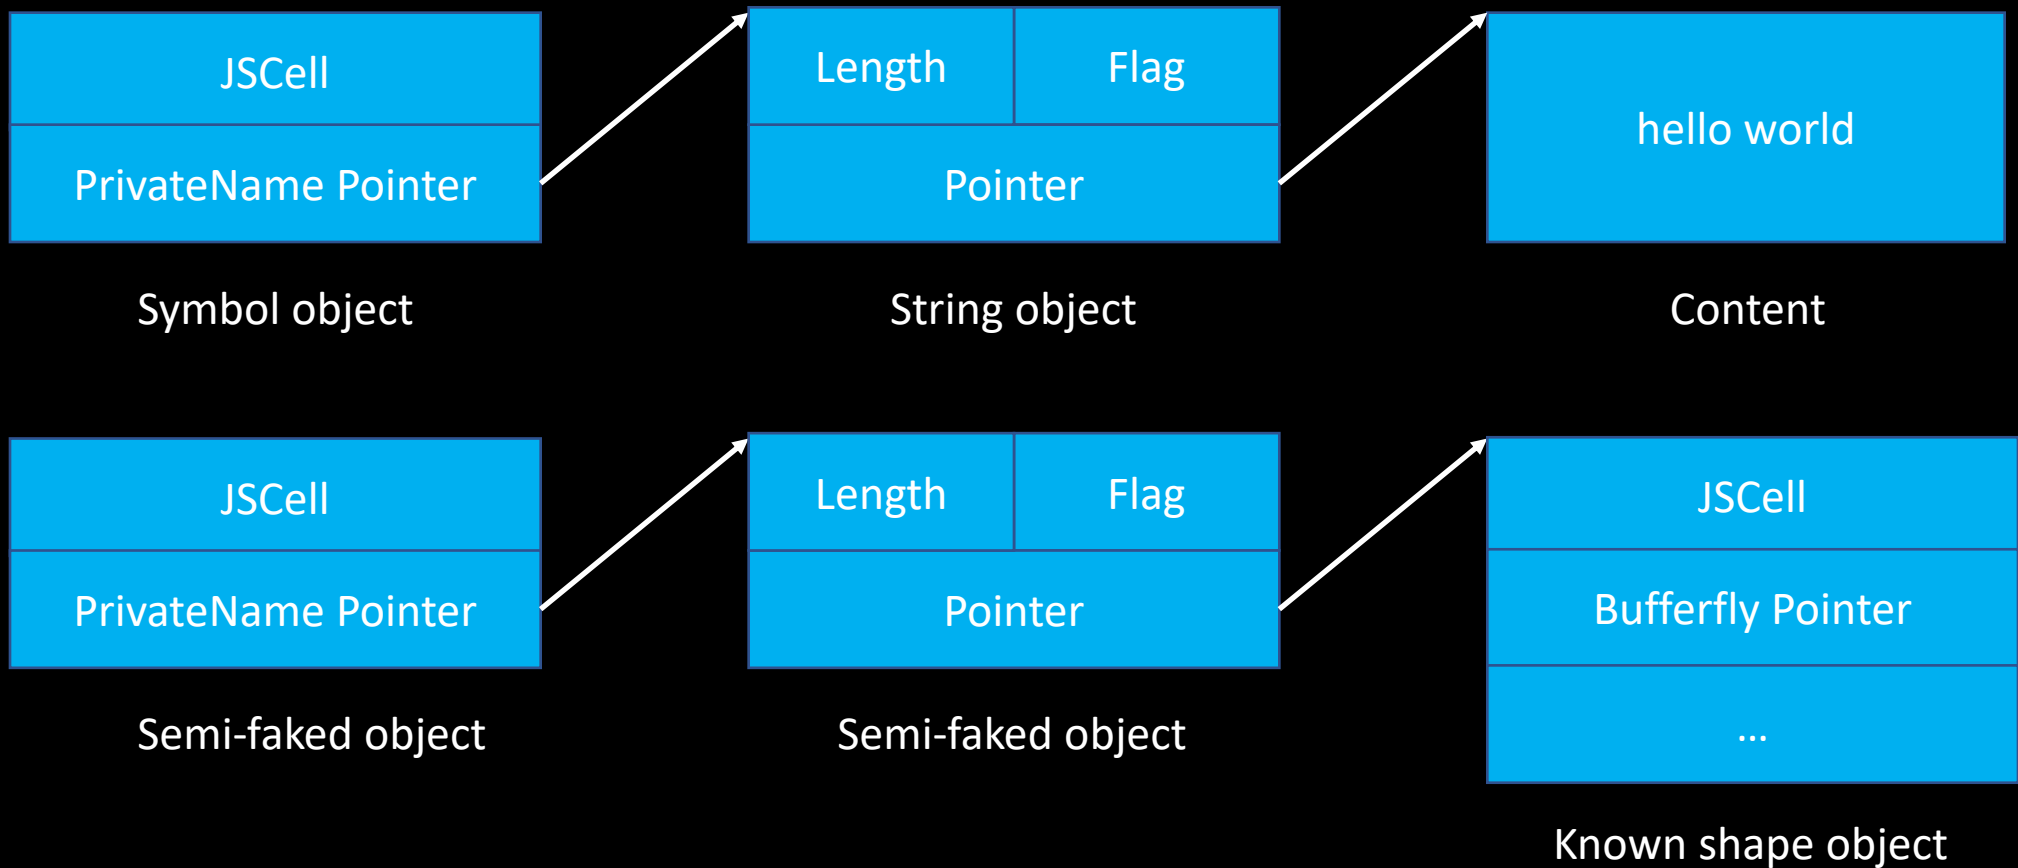 JSCell
PrivateName Pointer
Symbol object
Length Flag
Pointer
String object
hello world
Content
JSCell
PrivateName Pointer
Semi-faked object
Length Flag
Pointer
Semi-faked object
JSCell
Bufferfly Pointer
...
Known shape object